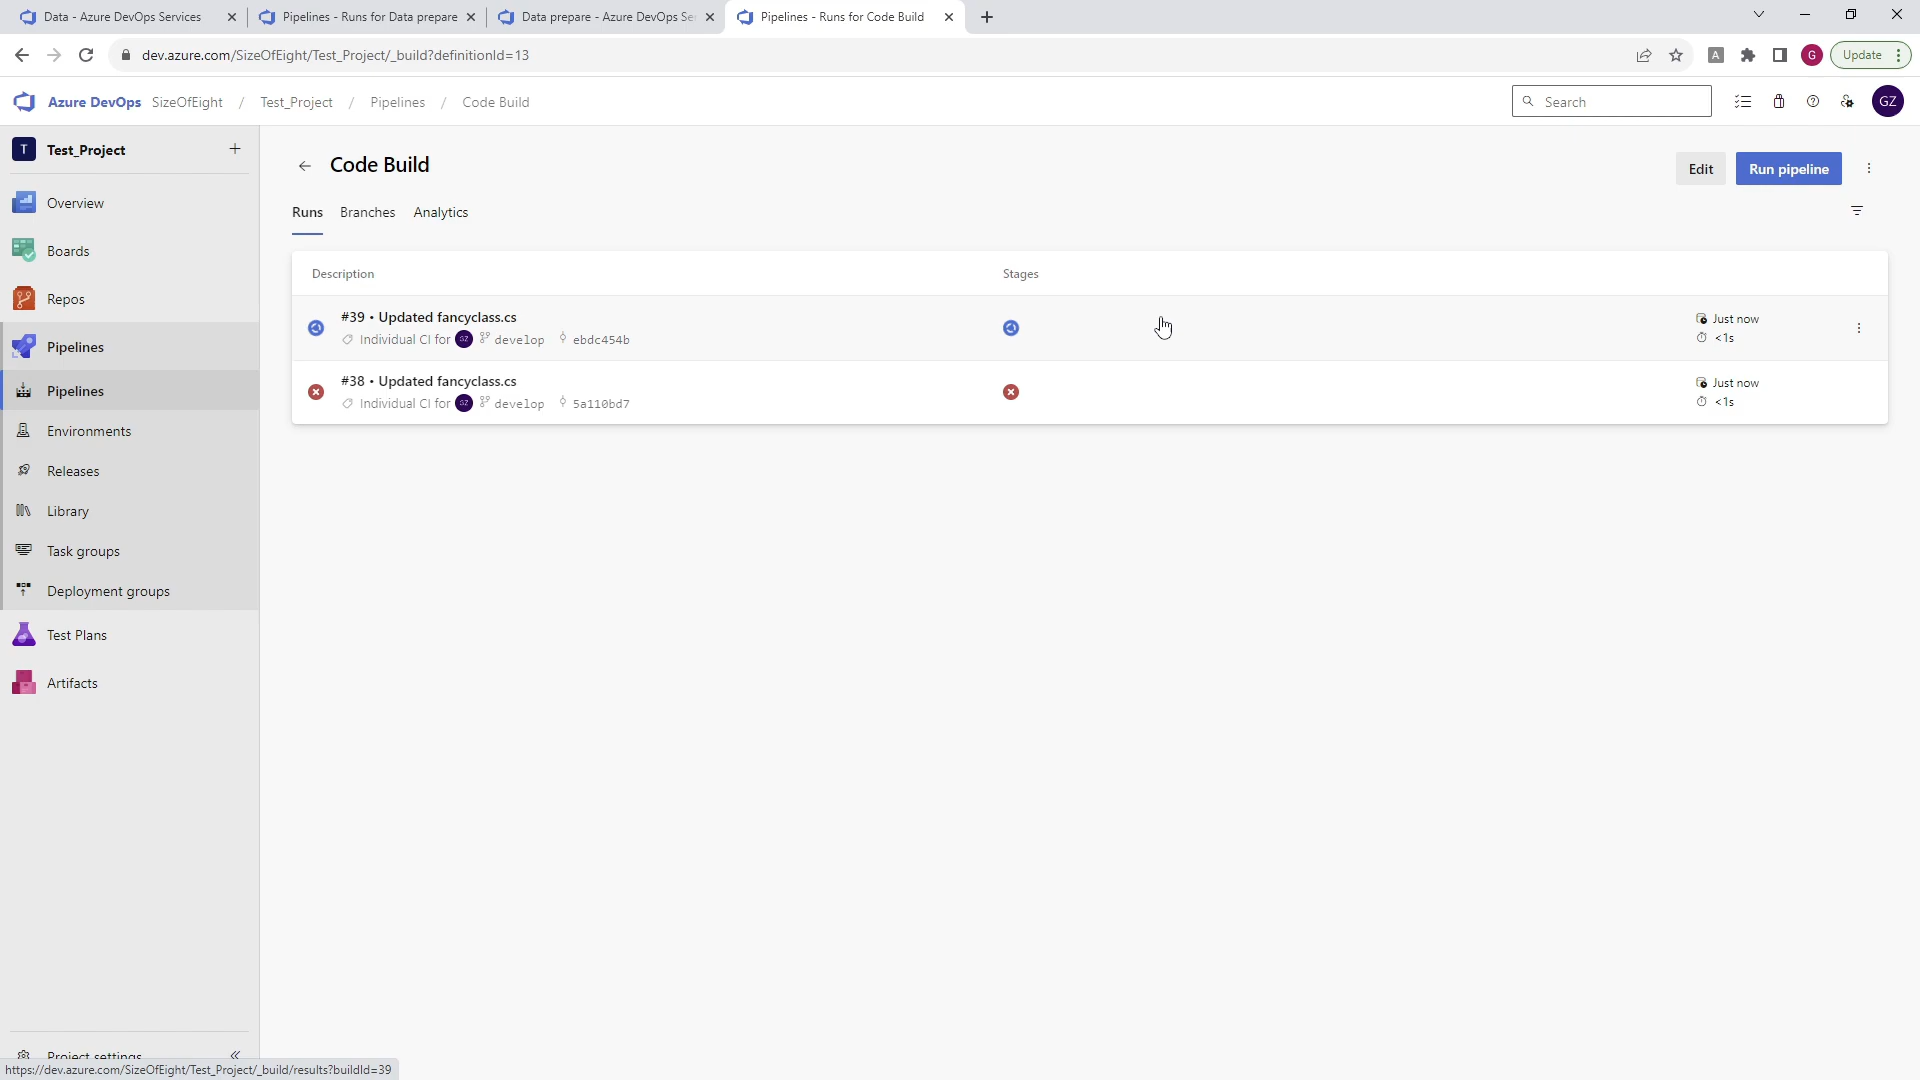 Data - Azure DevOps Services
Pipelines - Runs for Data prepare
Data prepare - Azure DevOps Se
Pipelines - Runs for Code Build
dev.azure.com/SizeOfEight/Test_Project/_build?definitionId=13
A
G
Update
Azure DevOps SizeOfEight / Test_Project / Pipelines / Code Build
Search
GZ
T Test_Project
Overview
Boards
Repos
Pipelines
Pipelines
Environments
Releases
Library
Task groups
Deployment groups
Test Plans
Artifacts
Project settings
https://dev.azure.com/SizeOfEight/Test_Project/_build/results?buildId=39
Code Build
Edit
Run pipeline
Runs Branches Analytics
Description Stages
#39 • Updated fancyclass.cs
Individual CI for GZ develop ebdc454b
Just now
<1s
#38 • Updated fancyclass.cs
Individual CI for GZ develop 5a110bd7
Just now
<1s